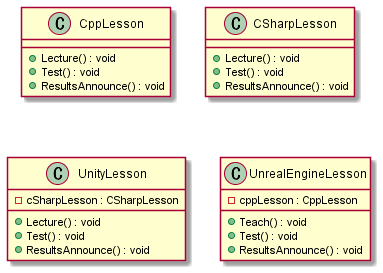 C CppLesson
Lecture() : void
Test() : void
ResultsAnnounce() : void
C CSharpLesson
Lecture() : void
Test() : void
ResultsAnnounce() : void
C UnityLesson
cSharpLesson : CSharpLesson
Lecture() : void
Test() : void
ResultsAnnounce() : void
C UnrealEngineLesson
cppLesson : CppLesson
Teach() : void
Test() : void
ResultsAnnounce() : void